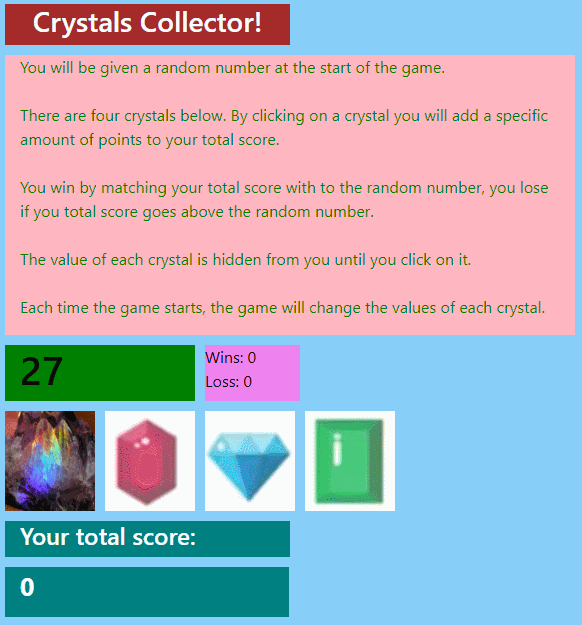 Crystals Collector!
You will be given a random number at the start of the game.
There are four crystals below. By clicking on a crystal you will add a specific
amount of points to your total score.
You win by matching your total score with to the random number, you lose
if you total score goes above the random number.
The value of each crystal is hidden from you until you click on it.
Each time the game starts, the game will change the values of each crystal.
27
Wins: 0
Loss: 0
Your total score:
0